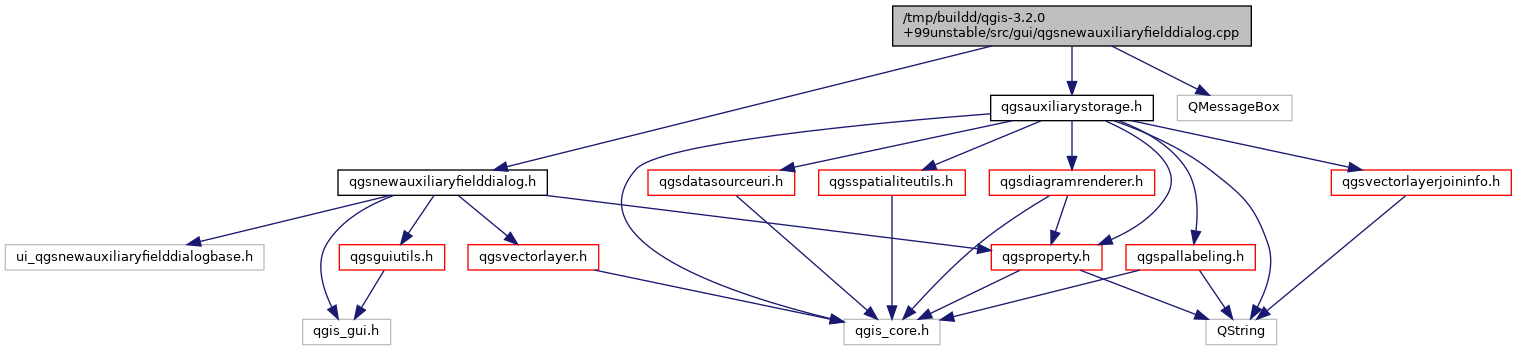 /tmp/buildd/qgis-3.2.0
+99unstable/src/gui/qgsnewauxiliaryfielddialog.cpp
qgsauxiliarystorage.h
QMessageBox
qgsnewauxiliaryfielddialog.h
qgsdatasourceuri.h
qgsspatialiteutils.h
qgsdiagramrenderer.h
qgsvectorlayerjoininfo.h
ui_qgsnewauxiliaryfielddialogbase.h
qgsguiutils.h
qgsvectorlayer.h
qgsproperty.h
qgspallabeling.h
qgis_gui.h
qgis_core.h
QString